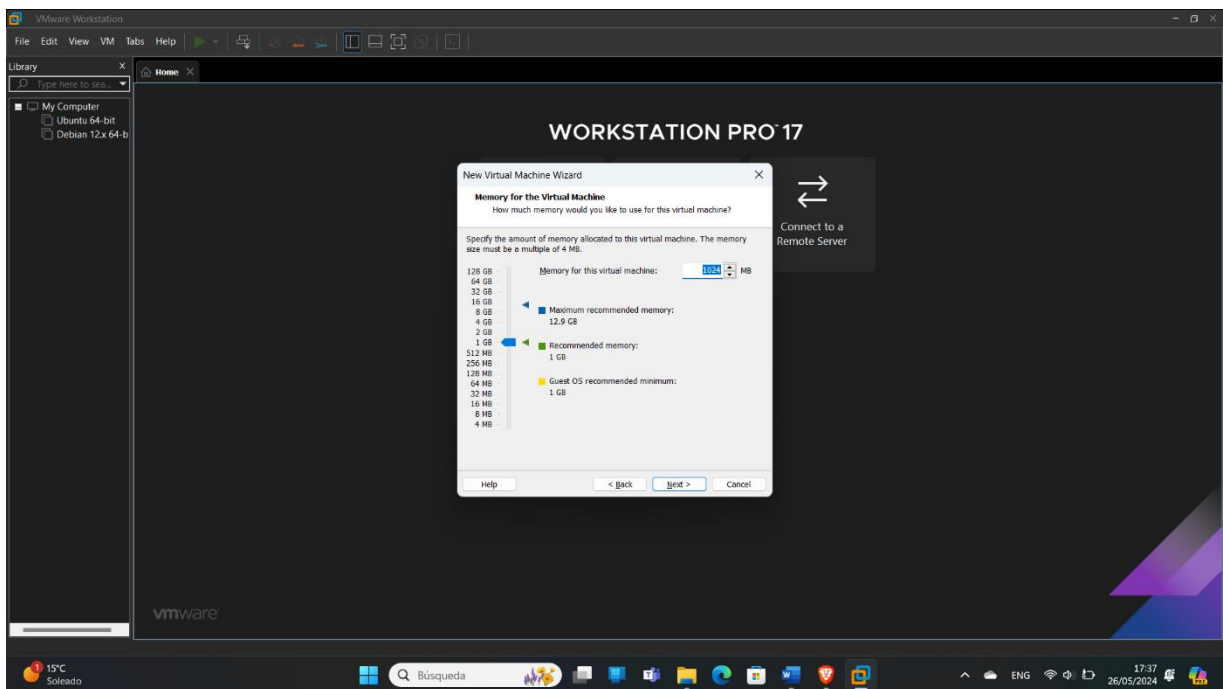 VMware Workstation
File Edit View VM Tabs Help
Library X
Home
Type here to sea...
My Computer
Ubuntu 64-bit
Debian 12.x 64-b
WORKSTATION PRO™ 17
New Virtual Machine Wizard
Memory for the Virtual Machine
How much memory would you like to use for this virtual machine?
Specify the amount of memory allocated to this virtual machine. The memory
size must be a multiple of 4 MB.
128 GB
64 GB
32 GB
16 GB
8 GB
4 GB
2 GB
1 GB
512 MB
256 MB
128 MB
64 MB
32 MB
16 MB
8 MB
4 MB
Memory for this virtual machine: 1024 MB
Maximum recommended memory:
12.9 GB
Recommended memory:
1 GB
Guest OS recommended minimum:
1 GB
Help < Back Next > Cancel
Connect to a
Remote Server
vmware
1
15°C
Soleado
Búsqueda
ENG
17:37
26/05/2024